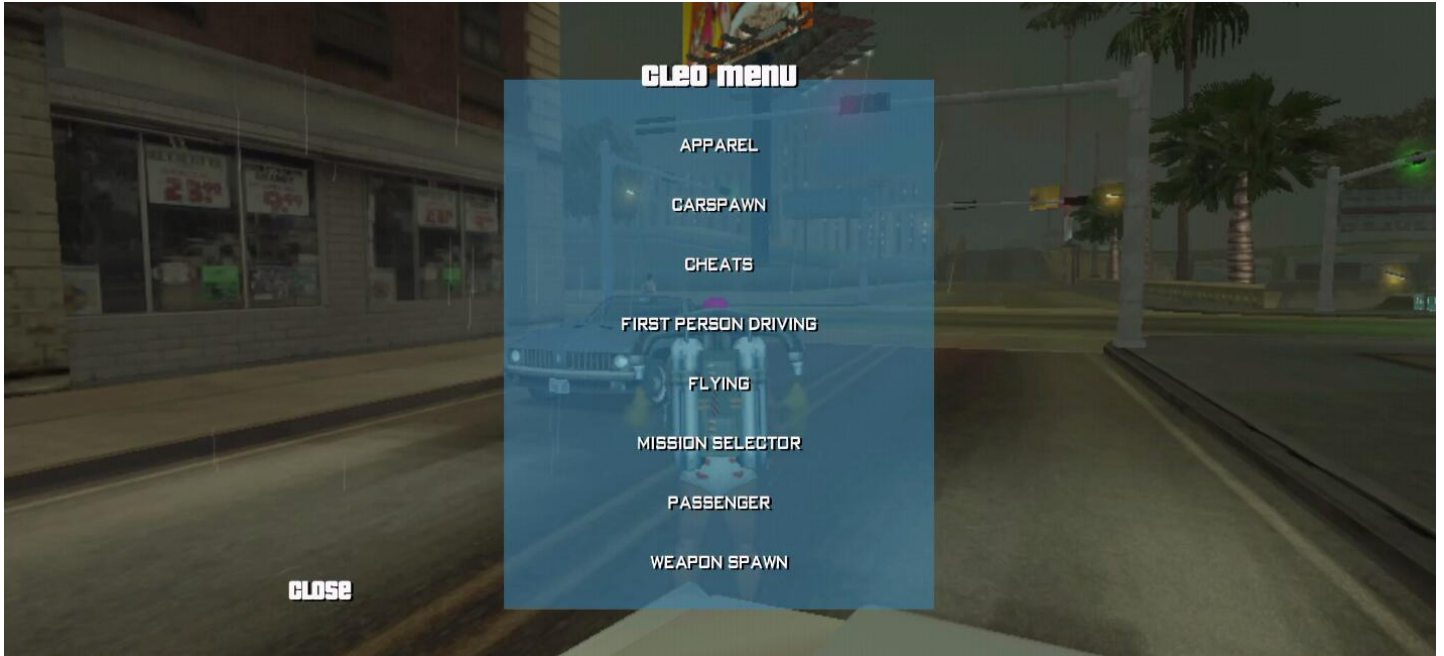 CLEO MENU
APPAREL
CARSPAWN
CHEATS
FIRST PERSON DRIVING
FLYING
MISSION SELECTOR
PASSENGER
WEAPON SPAWN
CLOSE